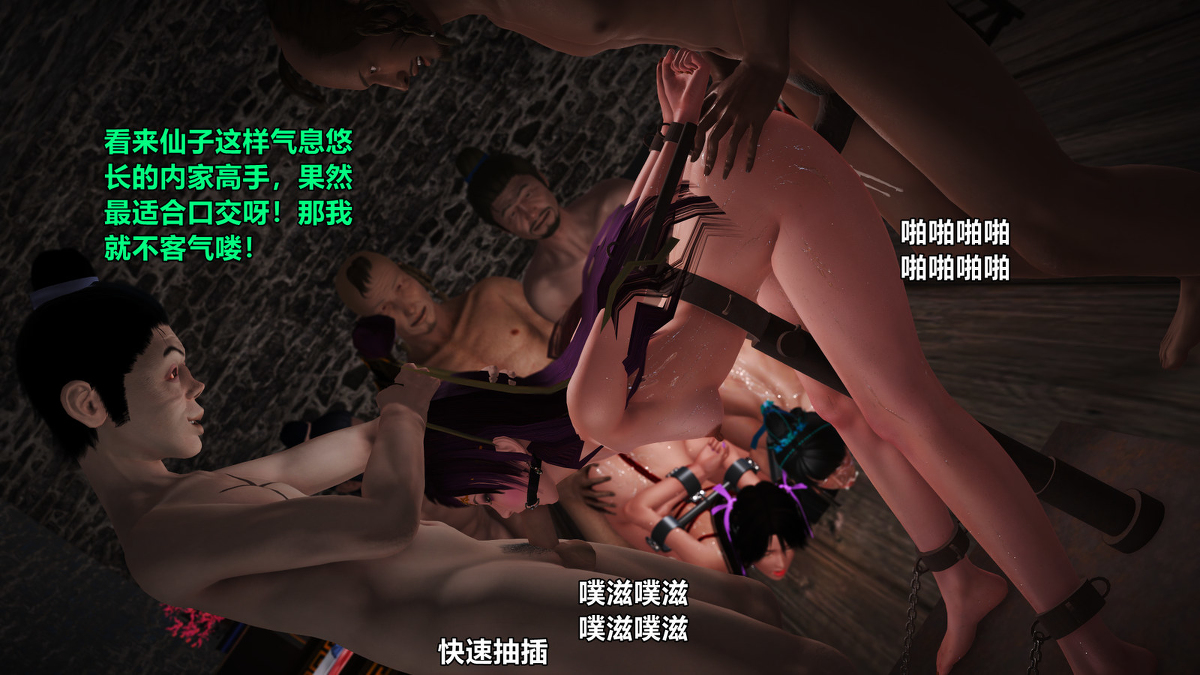 看来仙子这样气息悠
长的内家高手，果然
最适合口交呀！那我
就不客气喽！
啪啪啪啪
啪啪啪啪
噗滋噗滋
噗滋噗滋
快速抽插